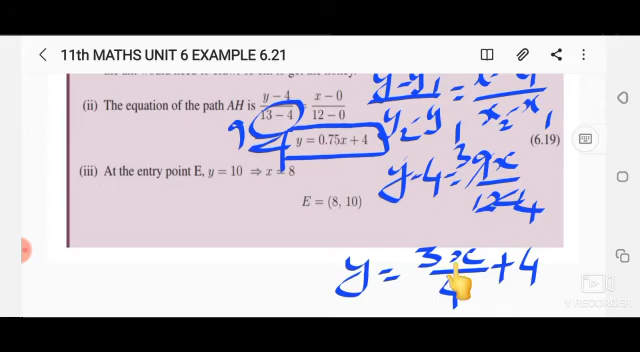 11th MATHS UNIT 6 EXAMPLE 6.21
(ii) The equation of the path AH is (y − 4)/(13 − 4) = (x − 0)/(12 − 0)
9
y = 0.75x + 4 (6.19)
y₂ − y₁ x₂ − x₁
(iii) At the entry point E, y = 10 ⇒ x = 8
y − 4 = 9x/12
3 4
E = (8, 10)
y = 3x/4 + 4
V RECORDER